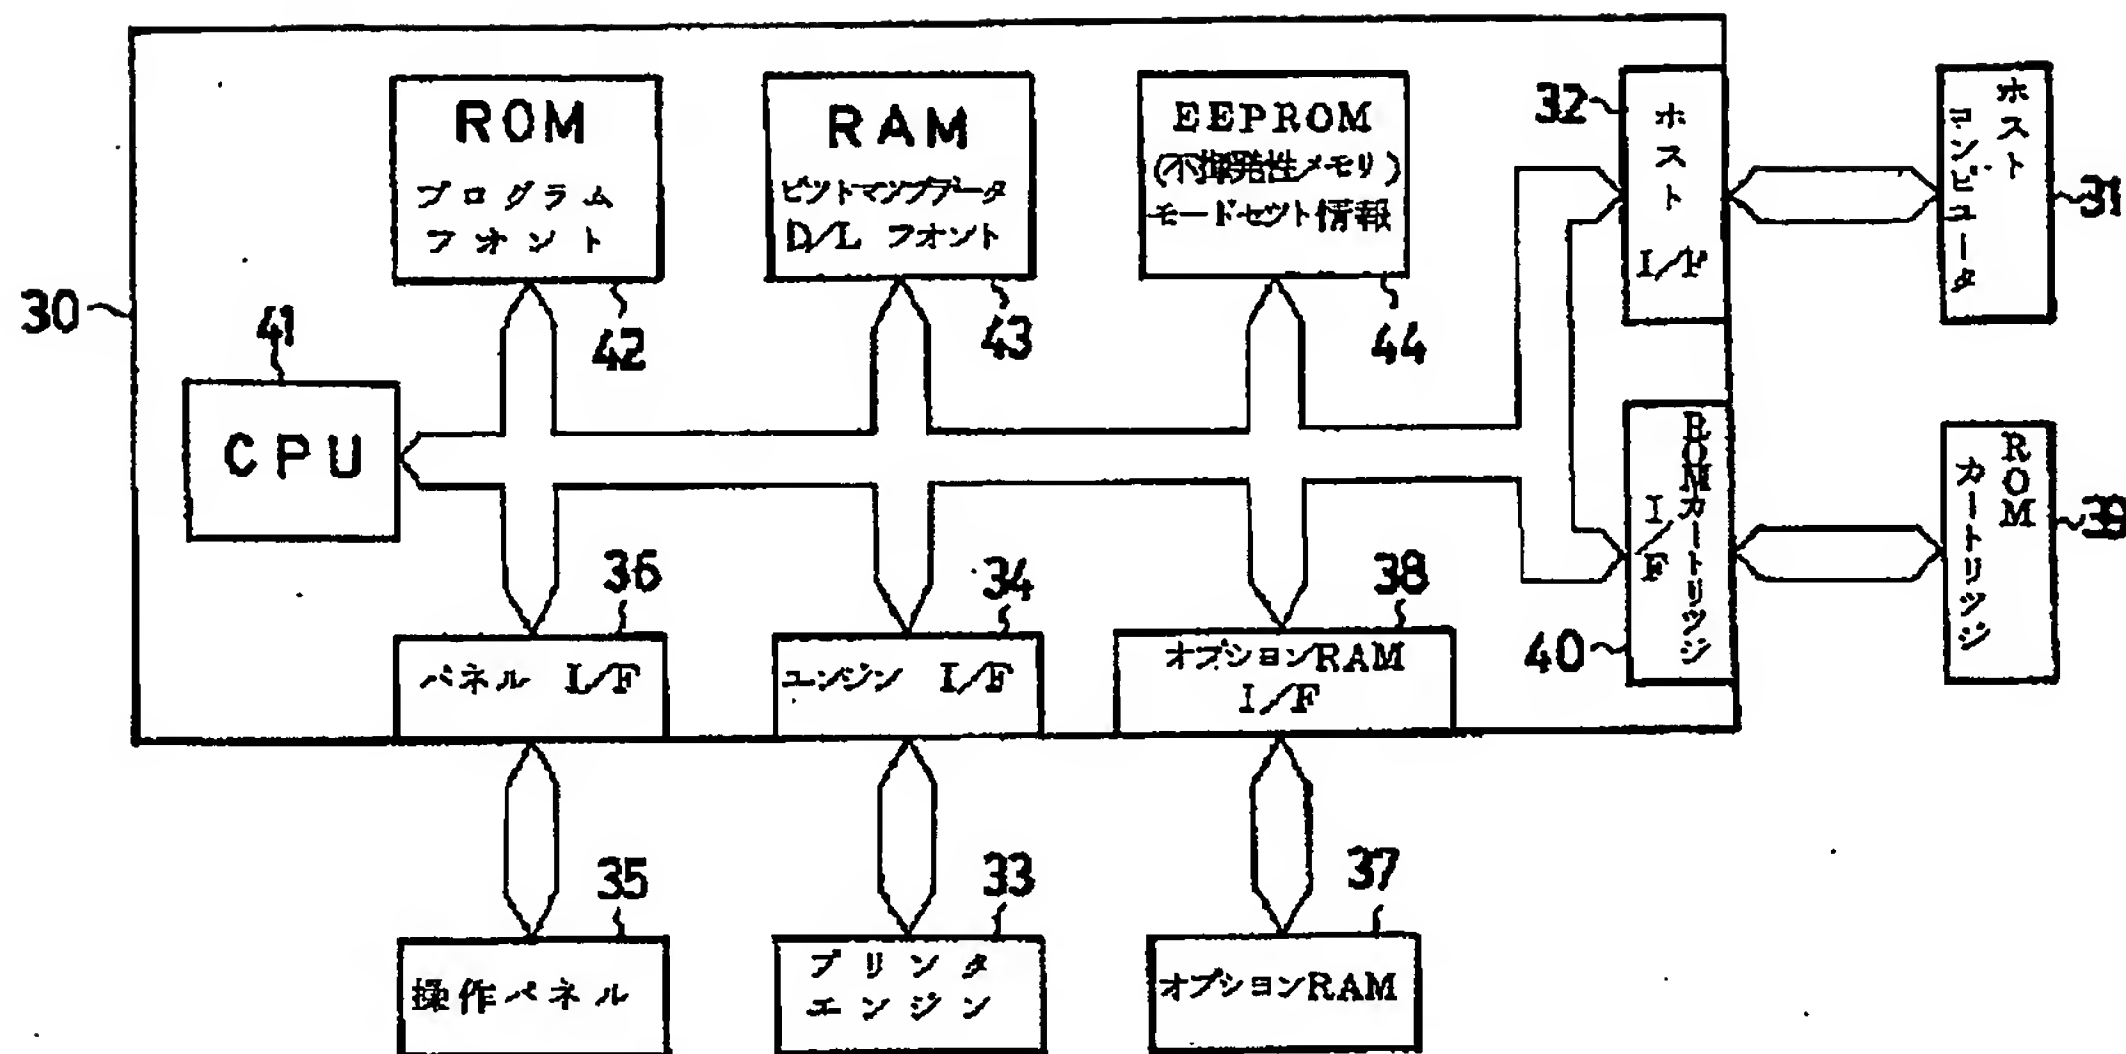 30
41
CPU
ROM
プログラム
フォント
42
RAM
ビットマップデータ
D/L フォント
43
EEPROM
(不揮発性メモリ)
モードセット情報
44
32
ホスト I/F
ホスト
コンピュータ
31
ROMカートリッジ
I/F
40
ROM
カートリッジ
39
36
パネル I/F
34
エンジン I/F
38
オプションRAM
I/F
35
操作パネル
33
プリンタ
エンジン
37
オプションRAM